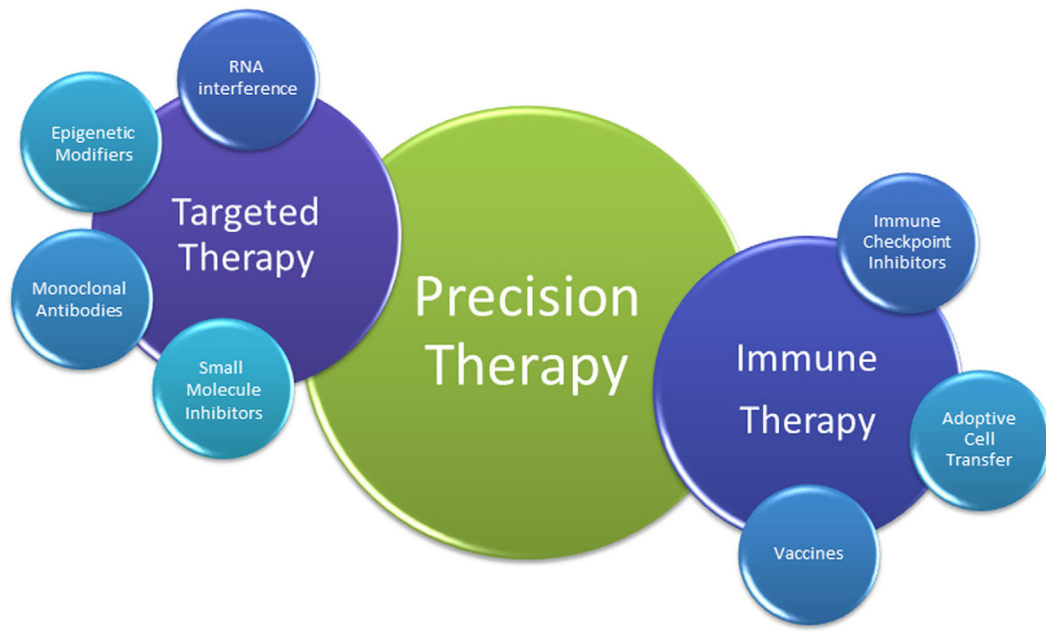 RNA
interference
Epigenetic
Modifiers
Targeted
Therapy
Monoclonal
Antibodies
Small
Molecule
Inhibitors
Precision
Therapy
Immune
Checkpoint
Inhibitors
Immune
Therapy
Adoptive
Cell
Transfer
Vaccines